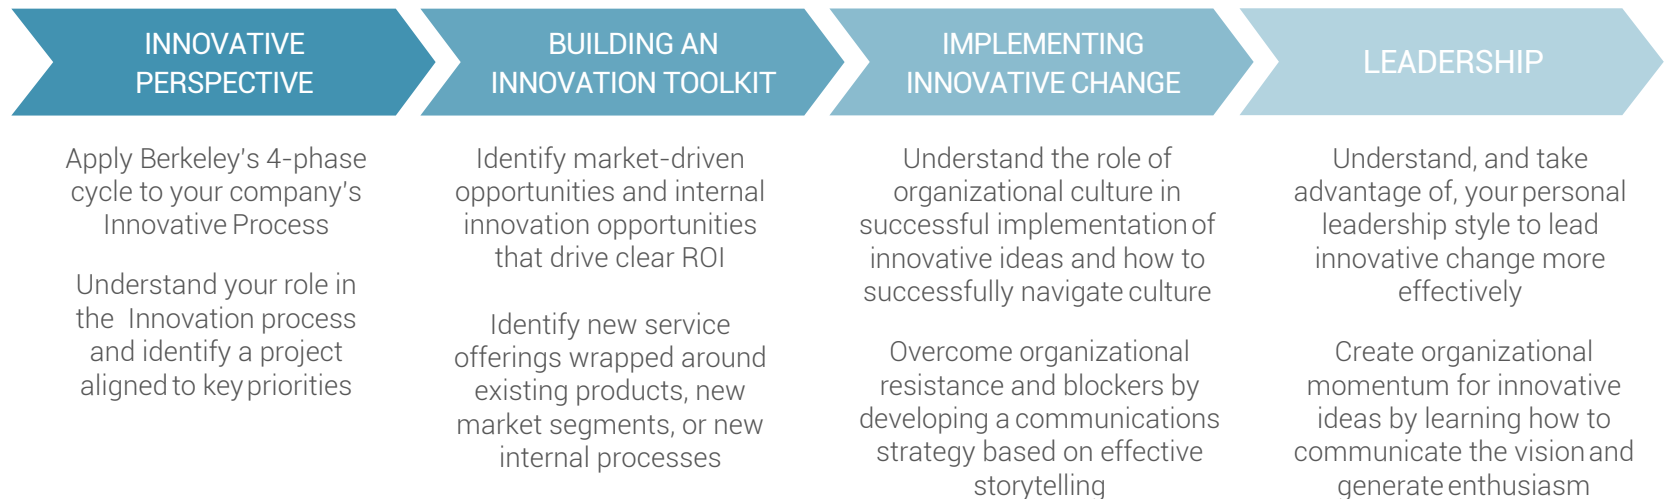 INNOVATIVE
PERSPECTIVE
Apply Berkeley's 4-phase
cycle to your company's
Innovative Process
Understand your role in
the Innovation process
and identify a project
aligned to key priorities
BUILDING AN
INNOVATION TOOLKIT
Identify market-driven
opportunities and internal
innovation opportunities
that drive clear ROI
Identify new service
offerings wrapped around
existing products, new
market segments, or new
internal processes
IMPLEMENTING
INNOVATIVE CHANGE
Understand the role of
organizational culture in
successful implementation of
innovative ideas and how to
successfully navigate culture
Overcome organizational
resistance and blockers by
developing a communications
strategy based on effective
storytelling
LEADERSHIP
Understand, and take
advantage of, your personal
leadership style to lead
innovative change more
effectively
Create organizational
momentum for innovative
ideas by learning how to
communicate the vision and
generate enthusiasm